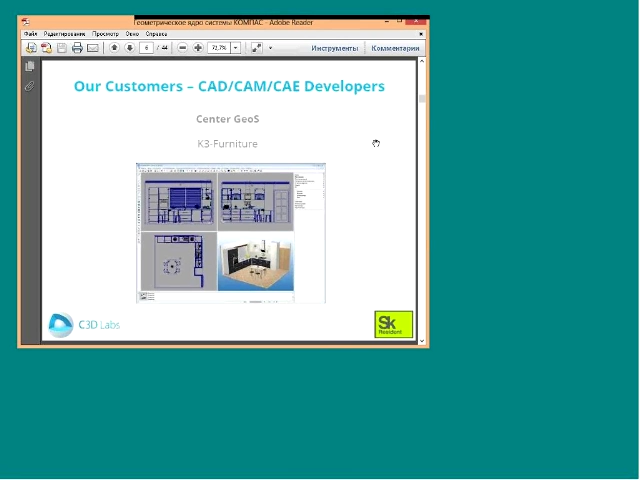 еометрическое ядро системы КОМПАС - Adobe Reader
Файл Редактирование Просмотр Окно Справка
6 / 44 72,7% Инструменты Комментарии
Our Customers – CAD/CAM/CAE Developers
Center GeoS
K3-Furniture
C3D Labs
Sk
Resident